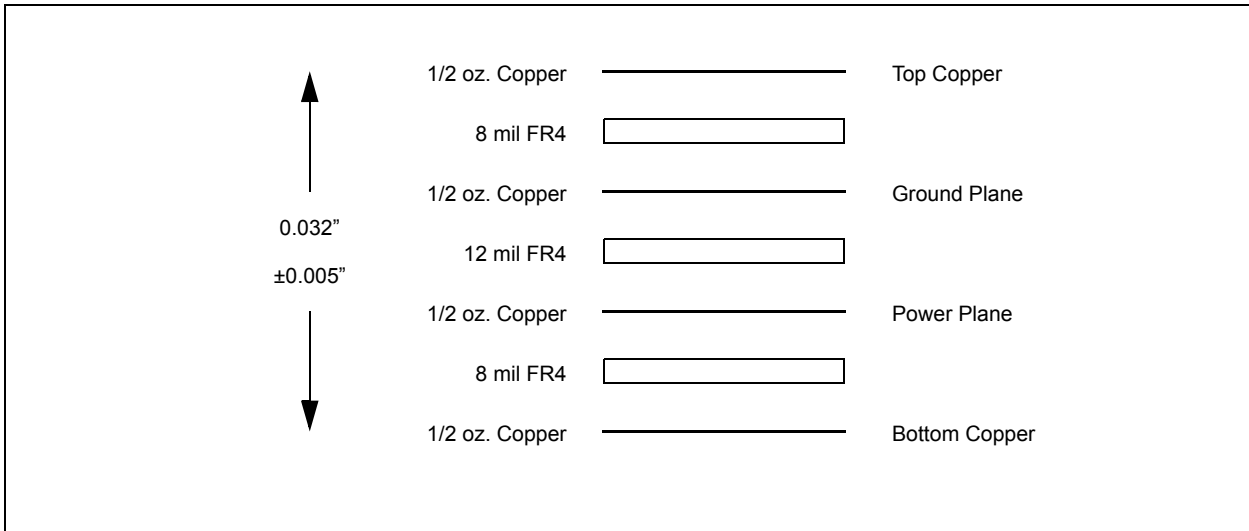 1/2 oz. Copper Top Copper
8 mil FR4
1/2 oz. Copper Ground Plane
0.032”
12 mil FR4
±0.005”
1/2 oz. Copper Power Plane
8 mil FR4
1/2 oz. Copper Bottom Copper